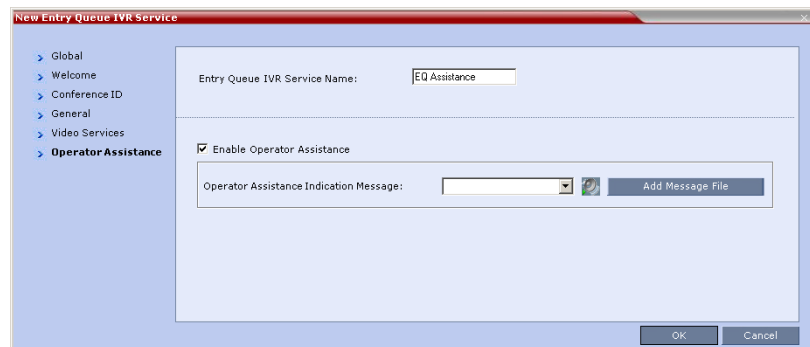 New Entry Queue IVR Service
Global
Welcome
Conference ID
General
Video Services
Operator Assistance
Entry Queue IVR Service Name:
EQ Assistance
Enable Operator Assistance
Operator Assistance Indication Message:
Add Message File
OK
Cancel